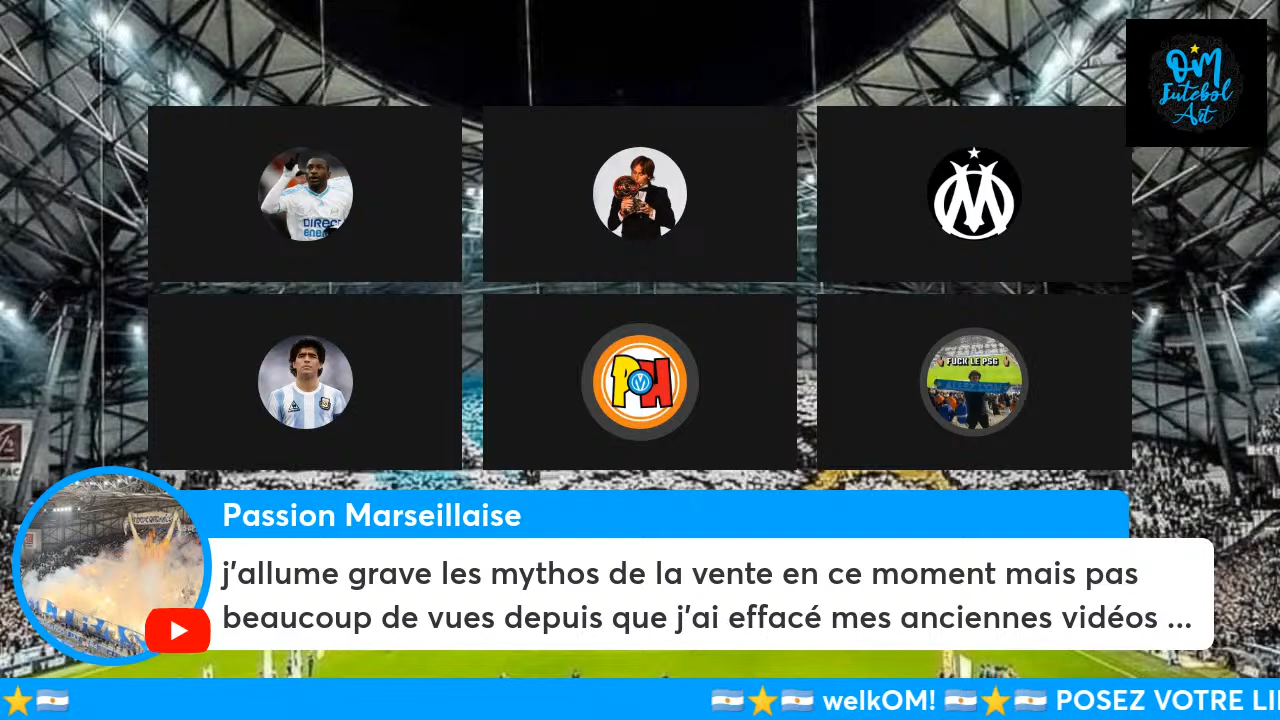 OM
Futebol
Art
DIRECT
ENER
FUCK LE PSG
PH
Passion Marseillaise
j'allume grave les mythos de la vente en ce moment mais pas
beaucoup de vues depuis que j'ai effacé mes anciennes vidéos ...
⭐🇦🇷 🇦🇷⭐🇦🇷 welkOM! 🇦🇷⭐🇦🇷 POSEZ VOTRE LI